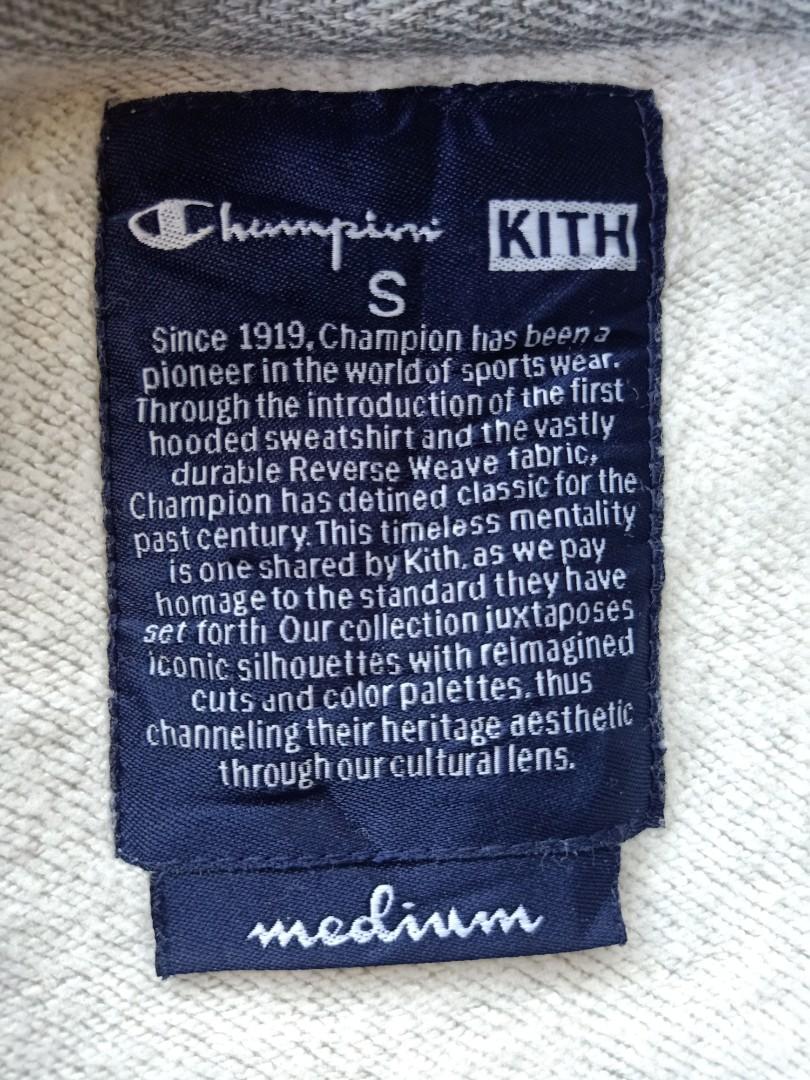 Champion KITH
S
Since 1919, Champion has been a
pioneer in the world of sports wear.
Through the introduction of the first
hooded sweatshirt and the vastly
durable Reverse Weave fabric,
Champion has detined classic for the
past century. This timeless mentality
is one shared by Kith, as we pay
homage to the standard they have
set forth Our collection juxtaposes
iconic silhouettes with reimagined
cuts and color palettes, thus
channeling their heritage aesthetic
through our cultural lens.
medium